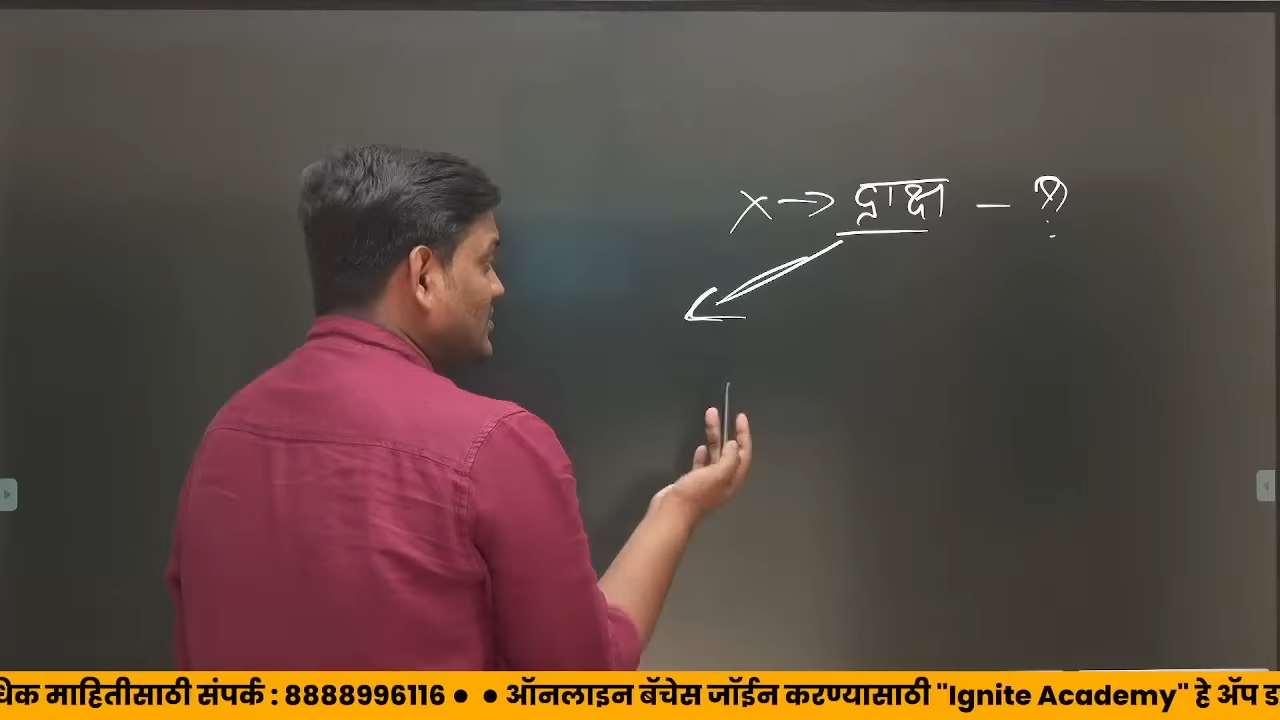 x → द्राक्ष – ?
धिक माहितीसाठी संपर्क : 8888996116 ● ● ऑनलाइन बॅचेस जॉईन करण्यासाठी "Ignite Academy" हे ॲप ड